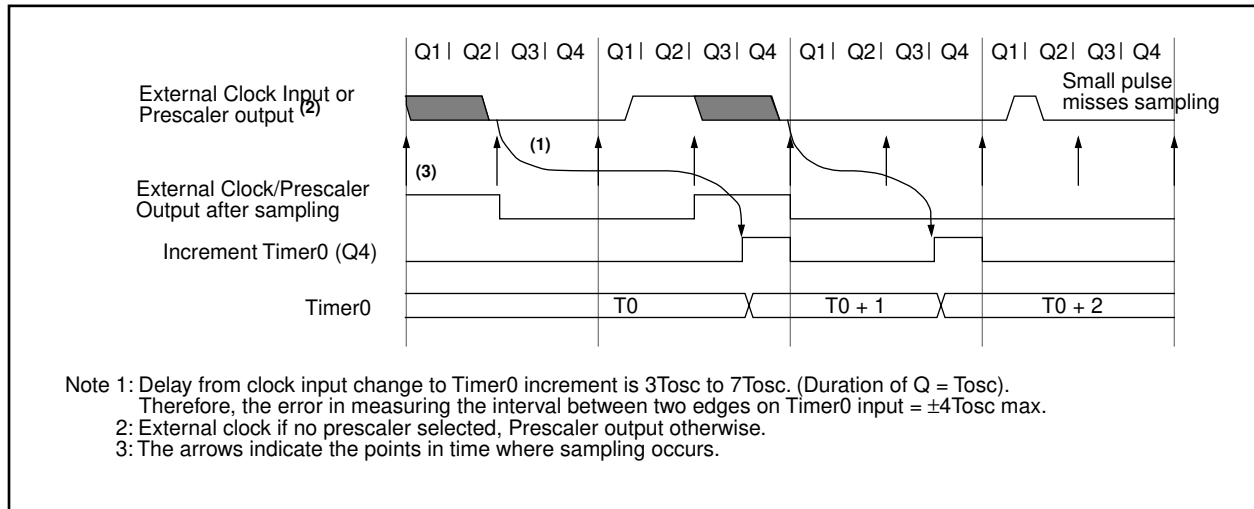 Q1| Q2| Q3| Q4 Q1| Q2| Q3| Q4 Q1| Q2| Q3| Q4 Q1| Q2| Q3| Q4
Small pulse
misses sampling
External Clock Input or
Prescaler output (2)
(1)
(3)
External Clock/Prescaler
Output after sampling
Increment Timer0 (Q4)
Timer0 T0 T0 + 1 T0 + 2
Note 1: Delay from clock input change to Timer0 increment is 3Tosc to 7Tosc. (Duration of Q = Tosc).
Therefore, the error in measuring the interval between two edges on Timer0 input = ±4Tosc max.
2: External clock if no prescaler selected, Prescaler output otherwise.
3: The arrows indicate the points in time where sampling occurs.